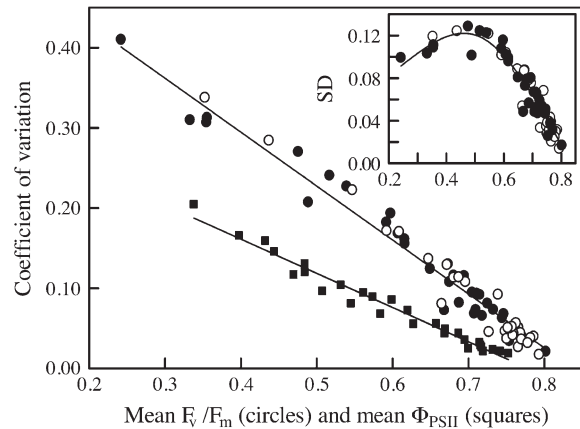 0.40
0.30
0.20
0.10
0.00
Coefficient of variation
0.2 0.3 0.4 0.5 0.6 0.7 0.8
Mean Fv/Fm (circles) and mean ΦPSII (squares)
0.12
0.08
0.04
0.00
SD
0.2 0.4 0.6 0.8